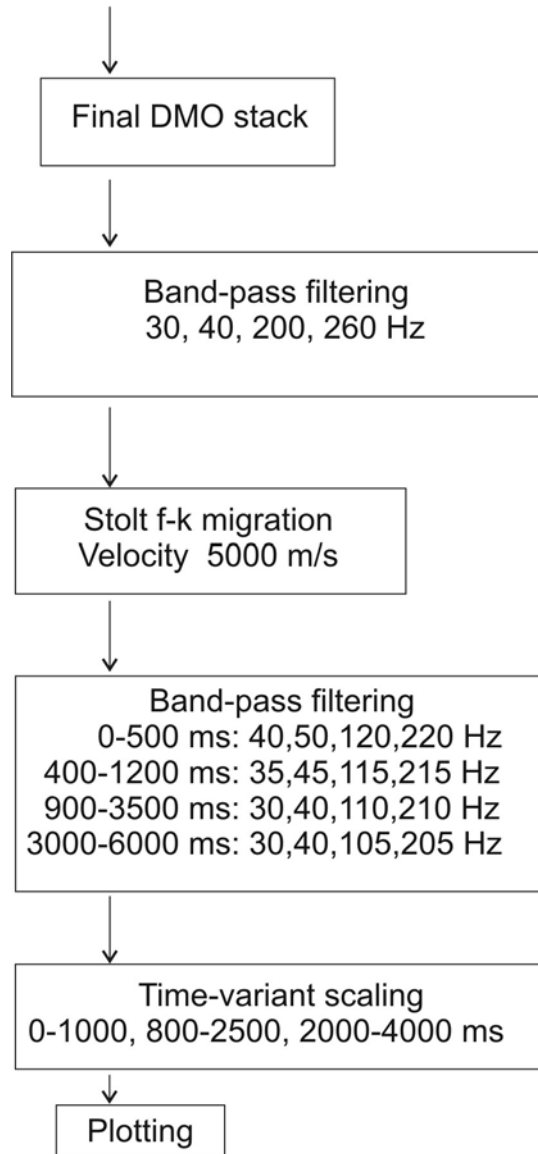 Final DMO stack
Band-pass filtering
30, 40, 200, 260 Hz
Stolt f-k migration
Velocity 5000 m/s
Band-pass filtering
0-500 ms: 40,50,120,220 Hz
400-1200 ms: 35,45,115,215 Hz
900-3500 ms: 30,40,110,210 Hz
3000-6000 ms: 30,40,105,205 Hz
Time-variant scaling
0-1000, 800-2500, 2000-4000 ms
Plotting